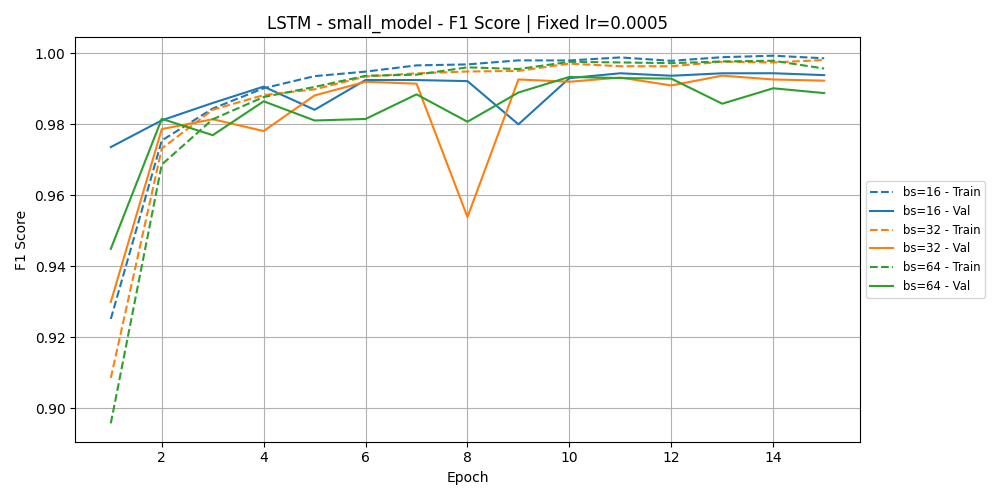 LSTM - small_model - F1 Score | Fixed lr=0.0005
F1 Score
1.00
0.98
0.96
0.94
0.92
0.90
2 4 6 8 10 12 14
Epoch
bs=16 - Train
bs=16 - Val
bs=32 - Train
bs=32 - Val
bs=64 - Train
bs=64 - Val